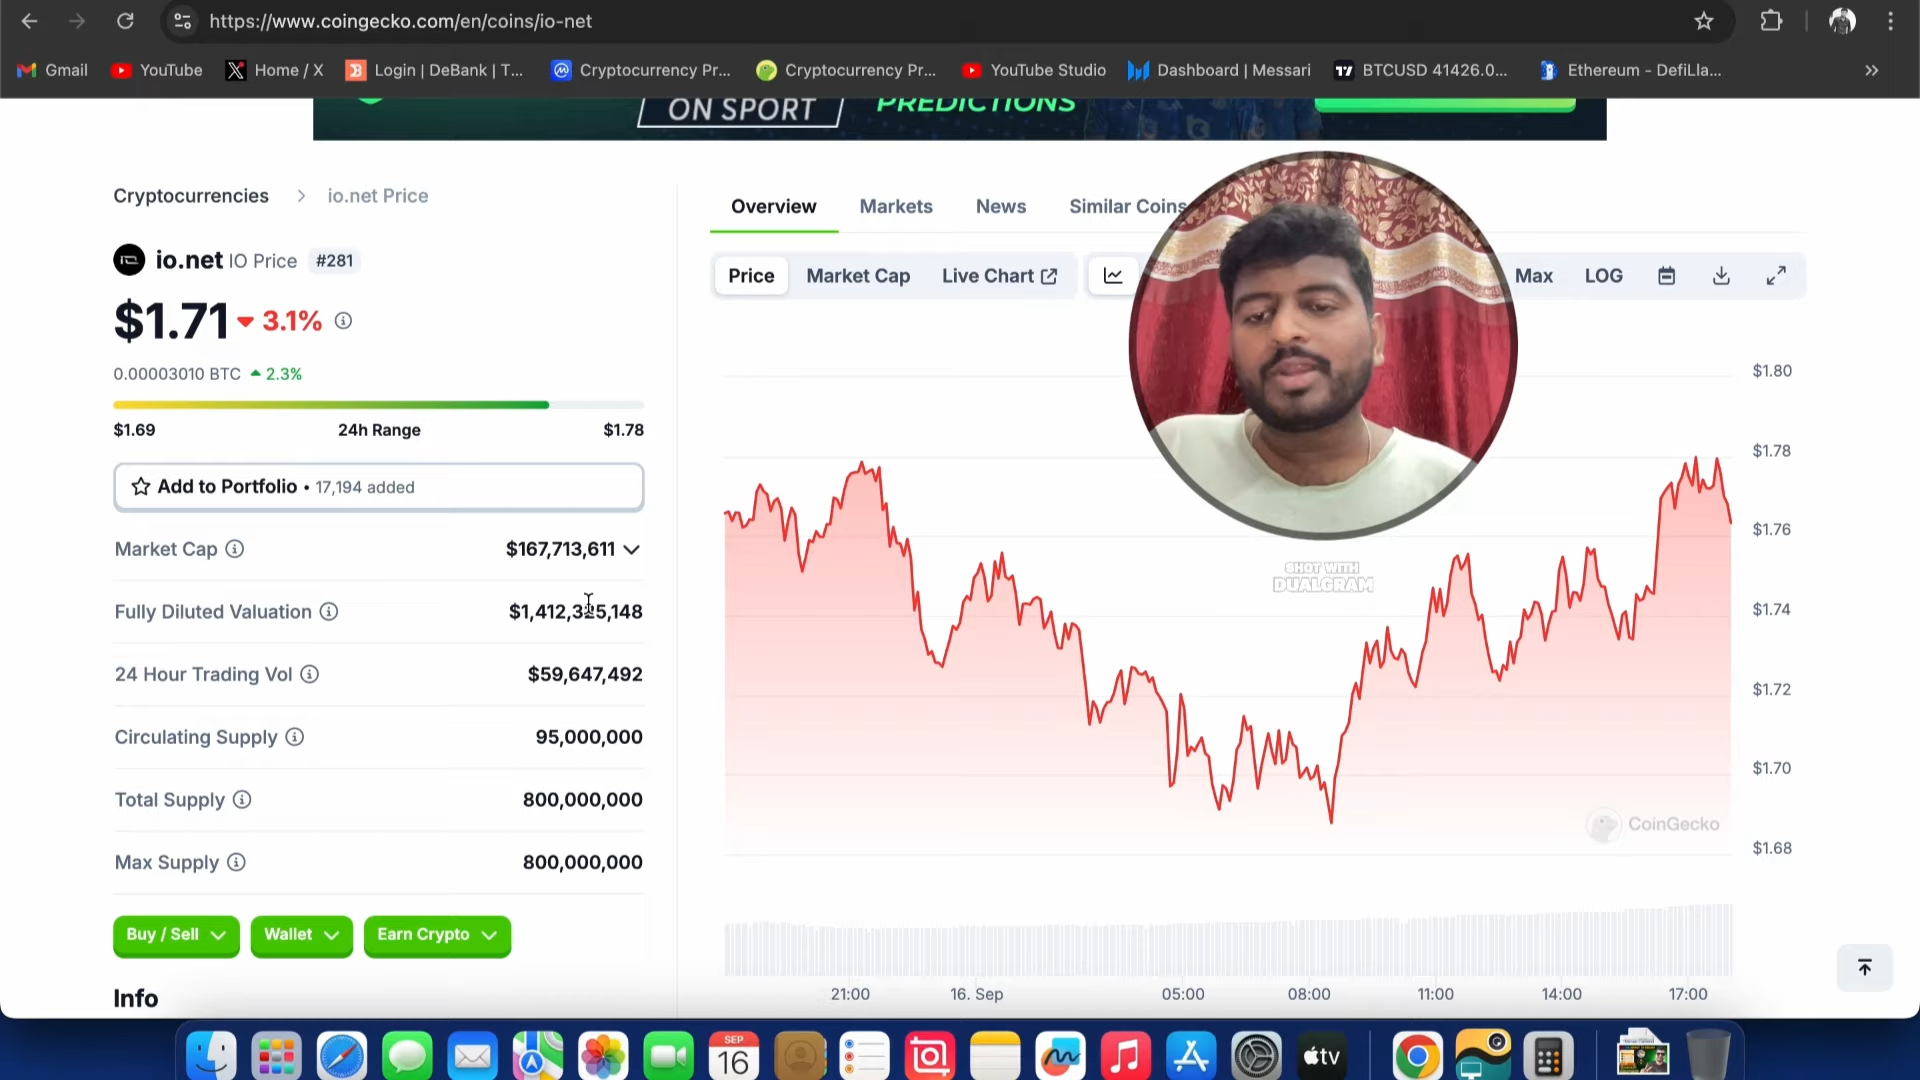 https://www.coingecko.com/en/coins/io-net
Gmail
YouTube
Home / X
Login | DeBank | T...
Cryptocurrency Pr...
Cryptocurrency Pr...
YouTube Studio
Dashboard | Messari
BTCUSD 41426.0...
Ethereum - DefiLla...
ON SPORT
PREDICTIONS
Cryptocurrencies > io.net Price
io.net IO Price #281
$1.71 3.1%
0.00003010 BTC 2.3%
$1.69 24h Range $1.78
Add to Portfolio • 17,194 added
Market Cap $167,713,611
Fully Diluted Valuation $1,412,325,148
24 Hour Trading Vol $59,647,492
Circulating Supply 95,000,000
Total Supply 800,000,000
Max Supply 800,000,000
Buy / Sell Wallet Earn Crypto
Info
Overview Markets News Similar Coins
Price Market Cap Live Chart Max LOG
SHOT WITH
DUALGRAM
$1.80
$1.78
$1.76
$1.74
$1.72
$1.70
$1.68
CoinGecko
21:00 16. Sep 05:00 08:00 11:00 14:00 17:00
SEP
16
tv